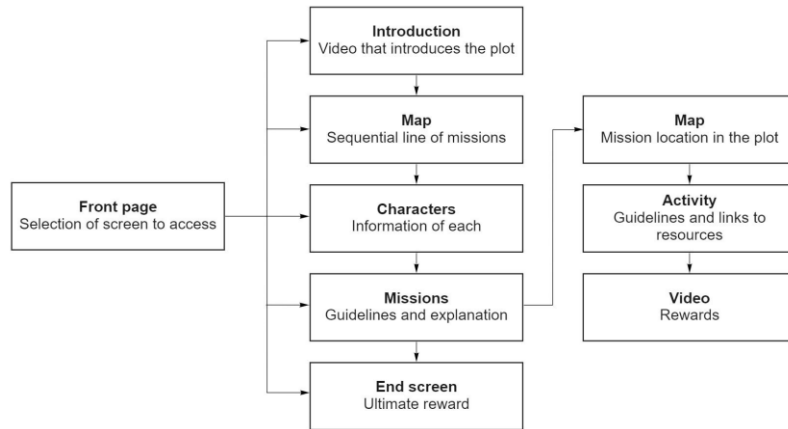 Introduction
Video that introduces the plot
Map
Sequential line of missions
Map
Mission location in the plot
Front page
Selection of screen to access
Characters
Information of each
Activity
Guidelines and links to
resources
Missions
Guidelines and explanation
Video
Rewards
End screen
Ultimate reward